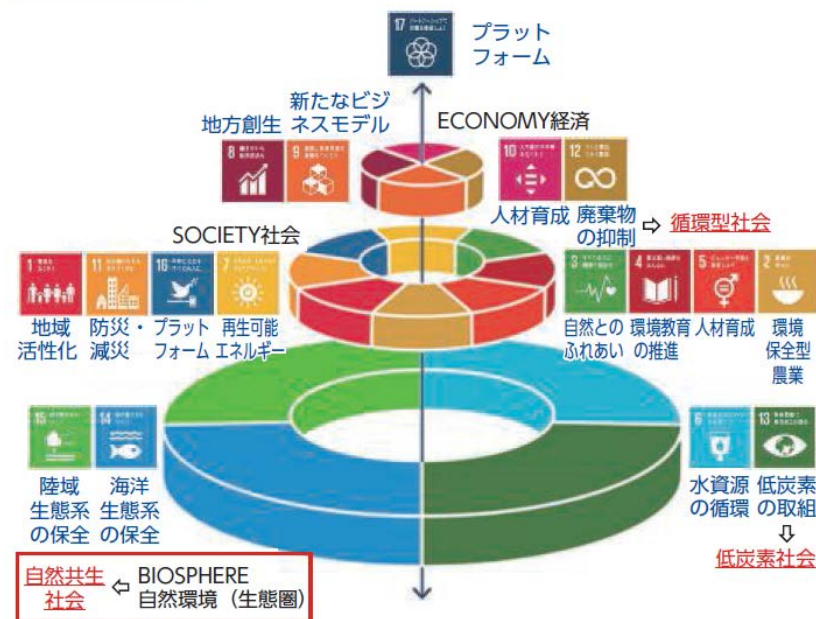 17
プラット
フォーム
地方創生
新たなビジ
ネスモデル
ECONOMY経済
8
9
10
12
人材育成
廃棄物
の抑制
⇨ 循環型社会
SOCIETY社会
1
11
16
7
地域
活性化
防災・
減災
プラット
フォーム
再生可能
エネルギー
3
4
5
2
自然との
ふれあい
環境教育
の推進
人材育成
環境
保全型
農業
15
14
陸域
生態系
の保全
海洋
生態系
の保全
6
13
水資源
の循環
低炭素
の取組
⇩
低炭素社会
自然共生
社会
⇦ BIOSPHERE
自然環境（生態圏）